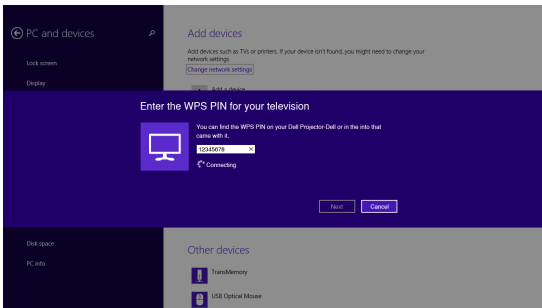 PC and devices
Lock screen
Display
Add devices
Add devices such as TVs or printers. If your device isn't found, you might need to change your
network settings.
Change network settings
Add a device
Enter the WPS PIN for your television
You can find the WPS PIN on your Dell Projector-Dell or in the into that
came with it.
12345678
Connecting
Next
Cancel
Disk space
PC info
Other devices
TransMemory
USB Optical Mouse